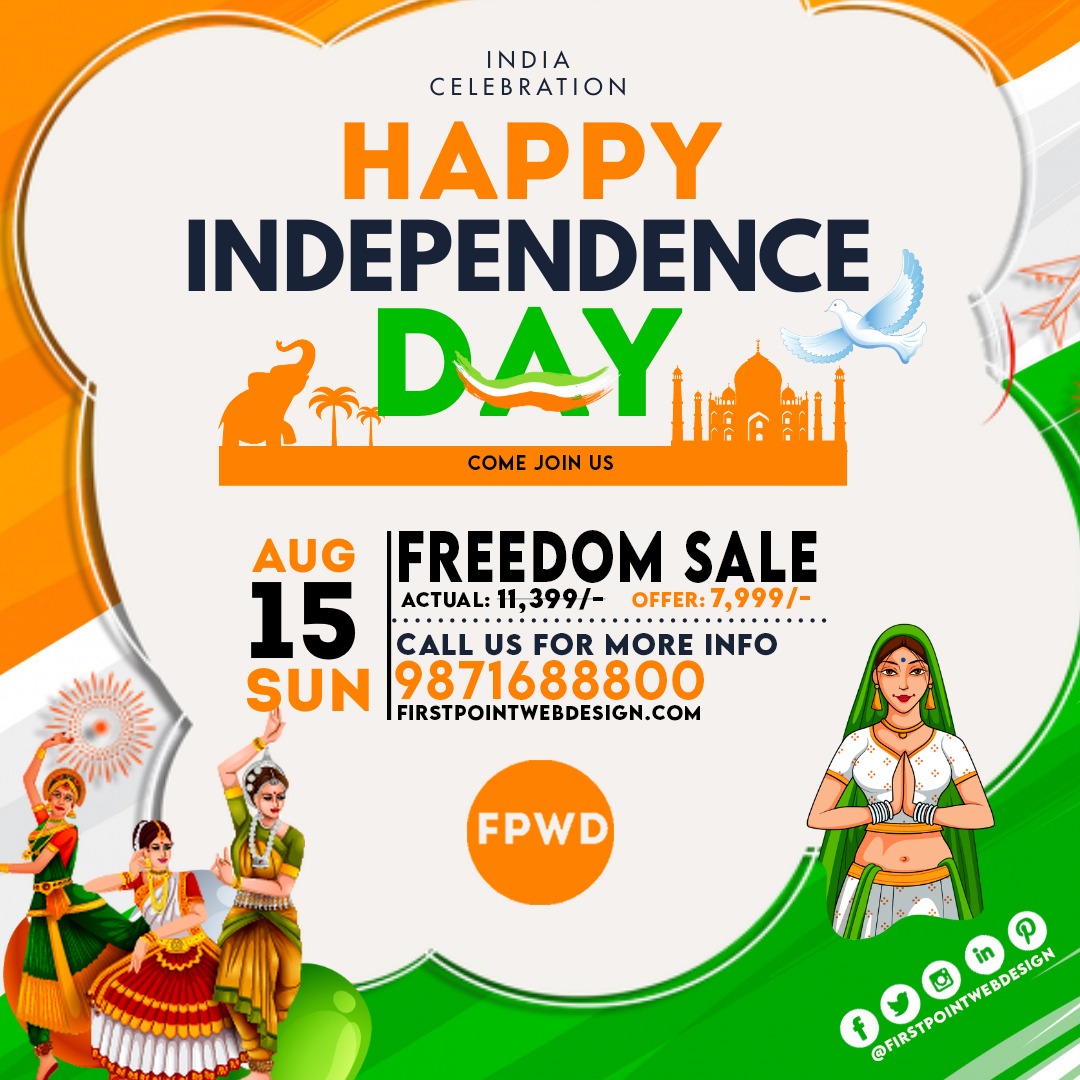 INDIA
CELEBRATION
HAPPY
INDEPENDENCE
DAY
COME JOIN US
AUG
15
SUN
FREEDOM SALE
ACTUAL: 11,399/- OFFER: 7,999/-
CALL US FOR MORE INFO
9871688800
FIRSTPOINTWEBDESIGN.COM
FPWD
@FIRSTPOINTWEBDESIGN